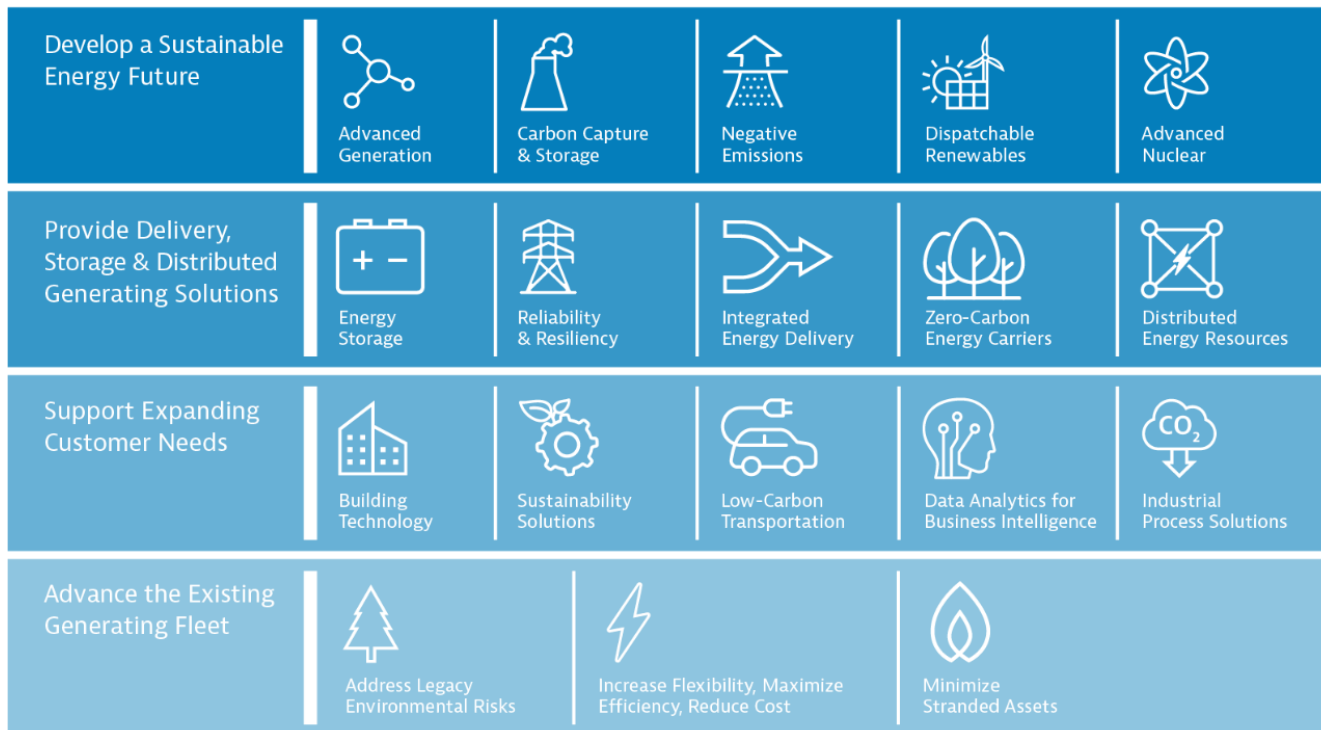 Develop a Sustainable
Energy Future
Advanced
Generation
Carbon Capture
& Storage
Negative
Emissions
Dispatchable
Renewables
Advanced
Nuclear
Provide Delivery,
Storage & Distributed
Generating Solutions
+ −
Energy
Storage
Reliability
& Resiliency
Integrated
Energy Delivery
Zero-Carbon
Energy Carriers
Distributed
Energy Resources
Support Expanding
Customer Needs
Building
Technology
Sustainability
Solutions
Low-Carbon
Transportation
Data Analytics for
Business Intelligence
CO₂
Industrial
Process Solutions
Advance the Existing
Generating Fleet
Address Legacy
Environmental Risks
Increase Flexibility, Maximize
Efficiency, Reduce Cost
Minimize
Stranded Assets